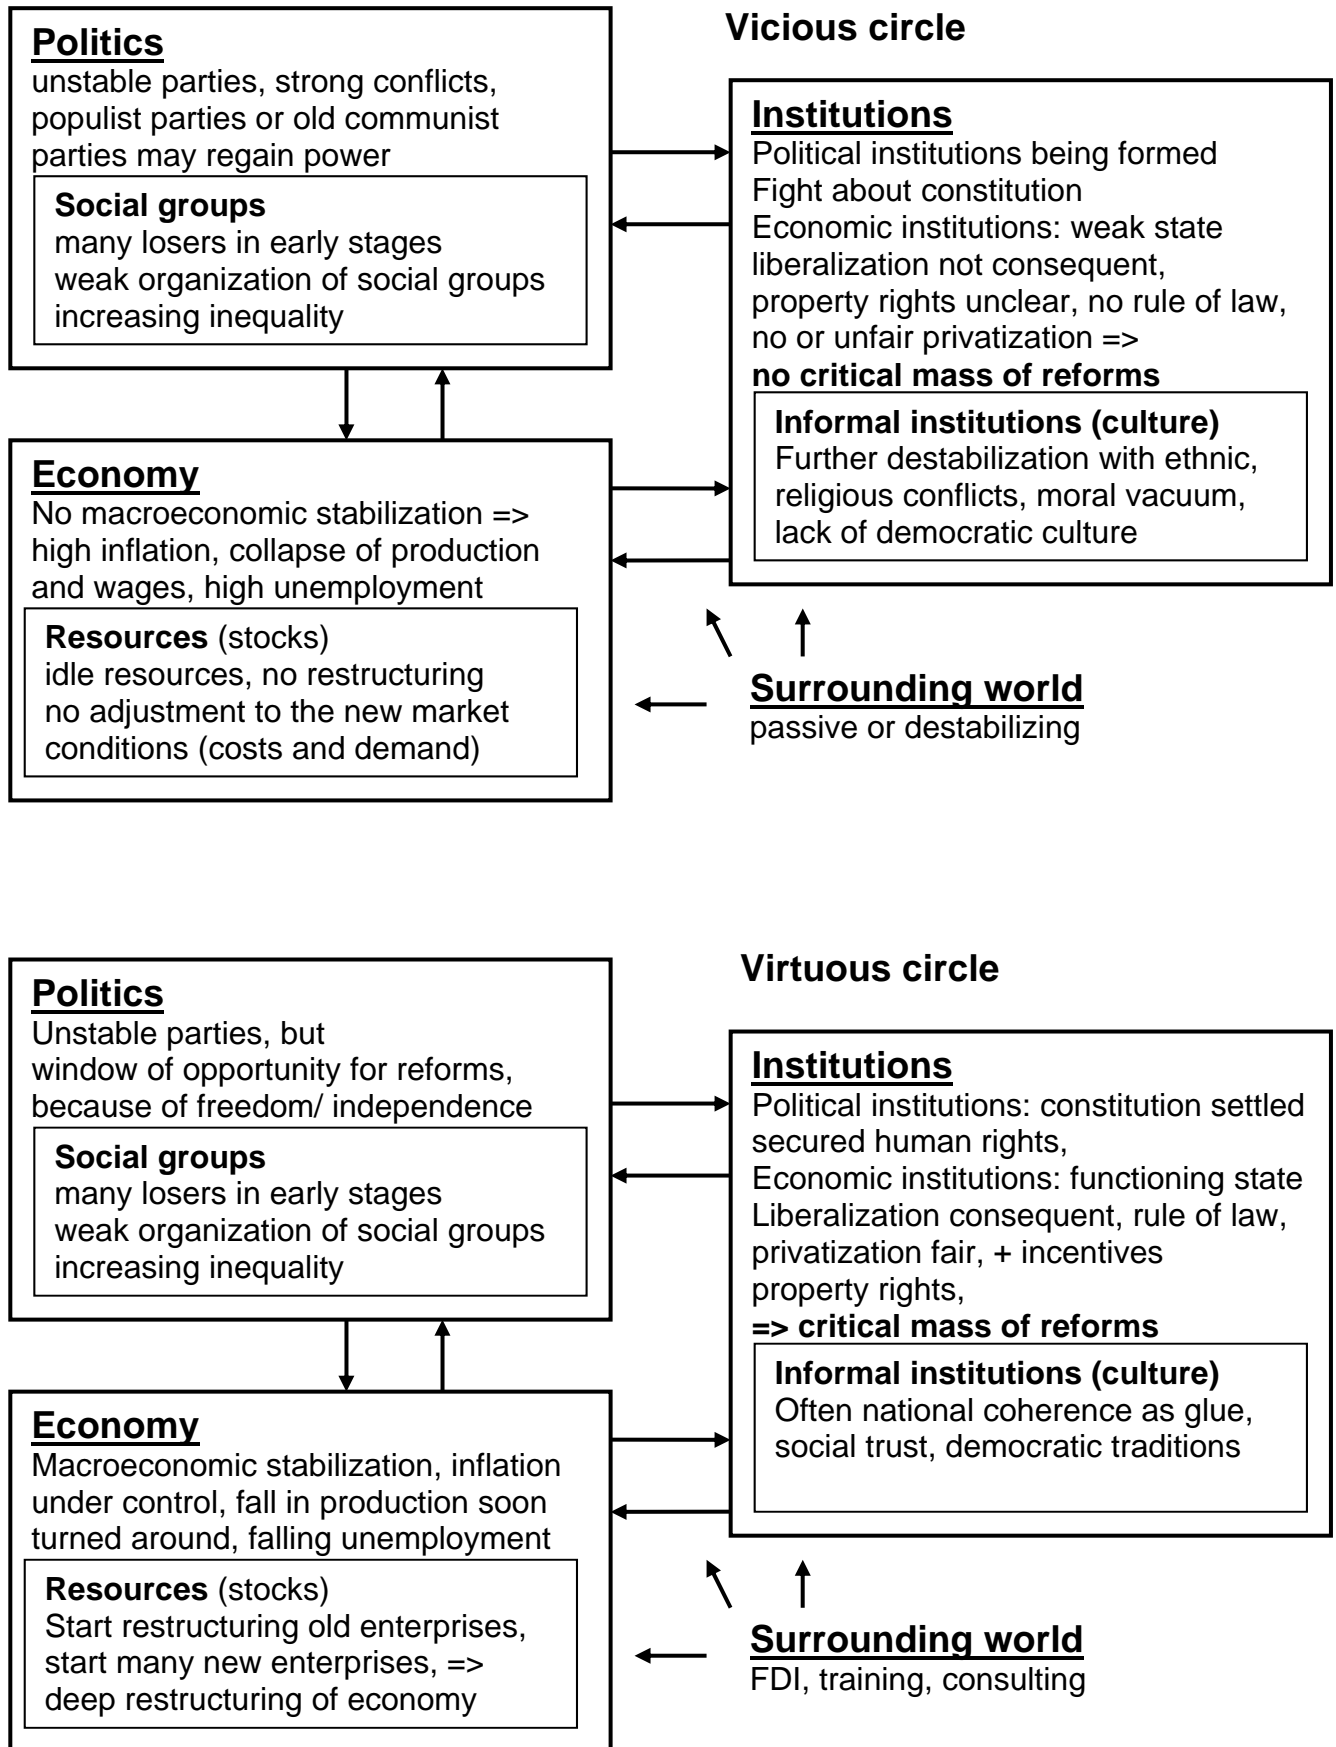 Vicious circle
Politics
unstable parties, strong conflicts,
populist parties or old communist
parties may regain power
Social groups
many losers in early stages
weak organization of social groups
increasing inequality
Institutions
Political institutions being formed
Fight about constitution
Economic institutions: weak state
liberalization not consequent,
property rights unclear, no rule of law,
no or unfair privatization =>
no critical mass of reforms
Informal institutions (culture)
Further destabilization with ethnic,
religious conflicts, moral vacuum,
lack of democratic culture
Economy
No macroeconomic stabilization =>
high inflation, collapse of production
and wages, high unemployment
Resources (stocks)
idle resources, no restructuring
no adjustment to the new market
conditions (costs and demand)
Surrounding world
passive or destabilizing
Virtuous circle
Politics
Unstable parties, but
window of opportunity for reforms,
because of freedom/ independence
Social groups
many losers in early stages
weak organization of social groups
increasing inequality
Institutions
Political institutions: constitution settled
secured human rights,
Economic institutions: functioning state
Liberalization consequent, rule of law,
privatization fair, + incentives
property rights,
=> critical mass of reforms
Informal institutions (culture)
Often national coherence as glue,
social trust, democratic traditions
Economy
Macroeconomic stabilization, inflation
under control, fall in production soon
turned around, falling unemployment
Resources (stocks)
Start restructuring old enterprises,
start many new enterprises, =>
deep restructuring of economy
Surrounding world
FDI, training, consulting